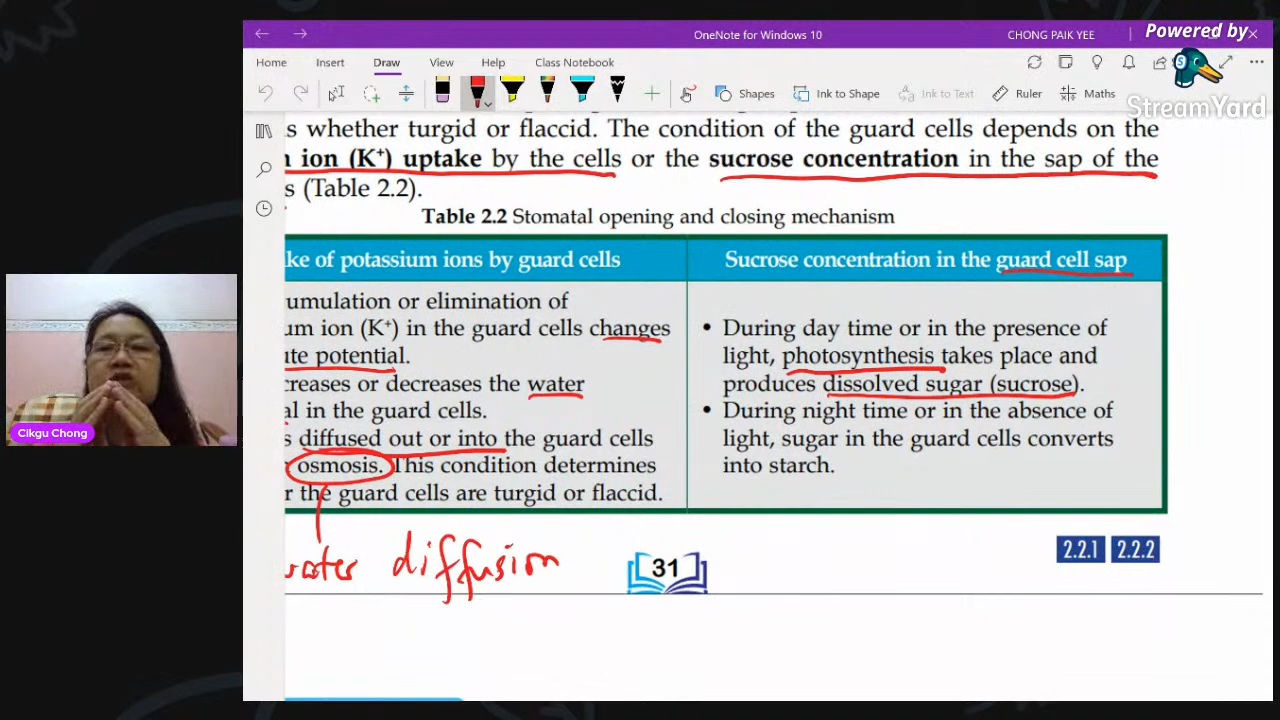 OneNote for Windows 10
CHONG PAIK YEE
Powered by
StreamYard
Home Insert Draw View Help Class Notebook
Shapes Ink to Shape Ink to Text Ruler Maths
s whether turgid or flaccid. The condition of the guard cells depends on the
ion (K⁺) uptake by the cells or the sucrose concentration in the sap of the
s (Table 2.2).
Table 2.2 Stomatal opening and closing mechanism
ke of potassium ions by guard cells
Sucrose concentration in the guard cell sap
umulation or elimination of
um ion (K⁺) in the guard cells changes
ute potential.
creases or decreases the water
al in the guard cells.
s diffused out or into the guard cells
osmosis. This condition determines
r the guard cells are turgid or flaccid.
• During day time or in the presence of
light, photosynthesis takes place and
produces dissolved sugar (sucrose).
• During night time or in the absence of
light, sugar in the guard cells converts
into starch.
water diffusion
31
2.2.1 2.2.2
Cikgu Chong